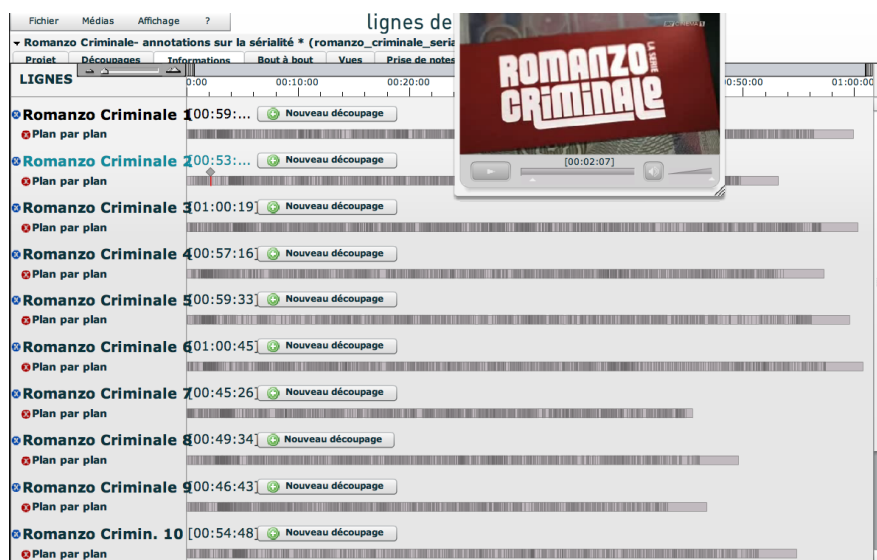 Fichier Médias Affichage ?
lignes de
Romanzo Criminale- annotations sur la sérialité * (romanzo_criminale_seria
Projet Découpages Informations Bout à bout Vues Prise de notes
LIGNES
0:00 00:10:00 00:20:00 0:50:00 01:00:00
ROMANZO
CRIMINALE
LA SERIE
[00:02:07]
Romanzo Criminale 1 [00:59:... Nouveau découpage
Plan par plan
Romanzo Criminale 2 [00:53:... Nouveau découpage
Plan par plan
Romanzo Criminale 3 [01:00:19] Nouveau découpage
Plan par plan
Romanzo Criminale 4 [00:57:16] Nouveau découpage
Plan par plan
Romanzo Criminale 5 [00:59:33] Nouveau découpage
Plan par plan
Romanzo Criminale 6 [01:00:45] Nouveau découpage
Plan par plan
Romanzo Criminale 7 [00:45:26] Nouveau découpage
Plan par plan
Romanzo Criminale 8 [00:49:34] Nouveau découpage
Plan par plan
Romanzo Criminale 9 [00:46:43] Nouveau découpage
Plan par plan
Romanzo Crimin. 10 [00:54:48] Nouveau découpage
Plan par plan